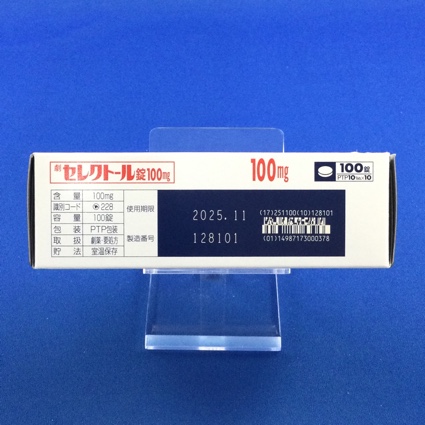 劇 セレクトール錠100mg
100mg
100錠
PTP10錠×10
含量 100mg
識別コード 228
容量 100錠
包装 PTP包装
取扱 劇薬・要処方
貯法 室温保存
使用期限 2025.11
製造番号 128101
(17)251100(10)128101
(01)14987173000378